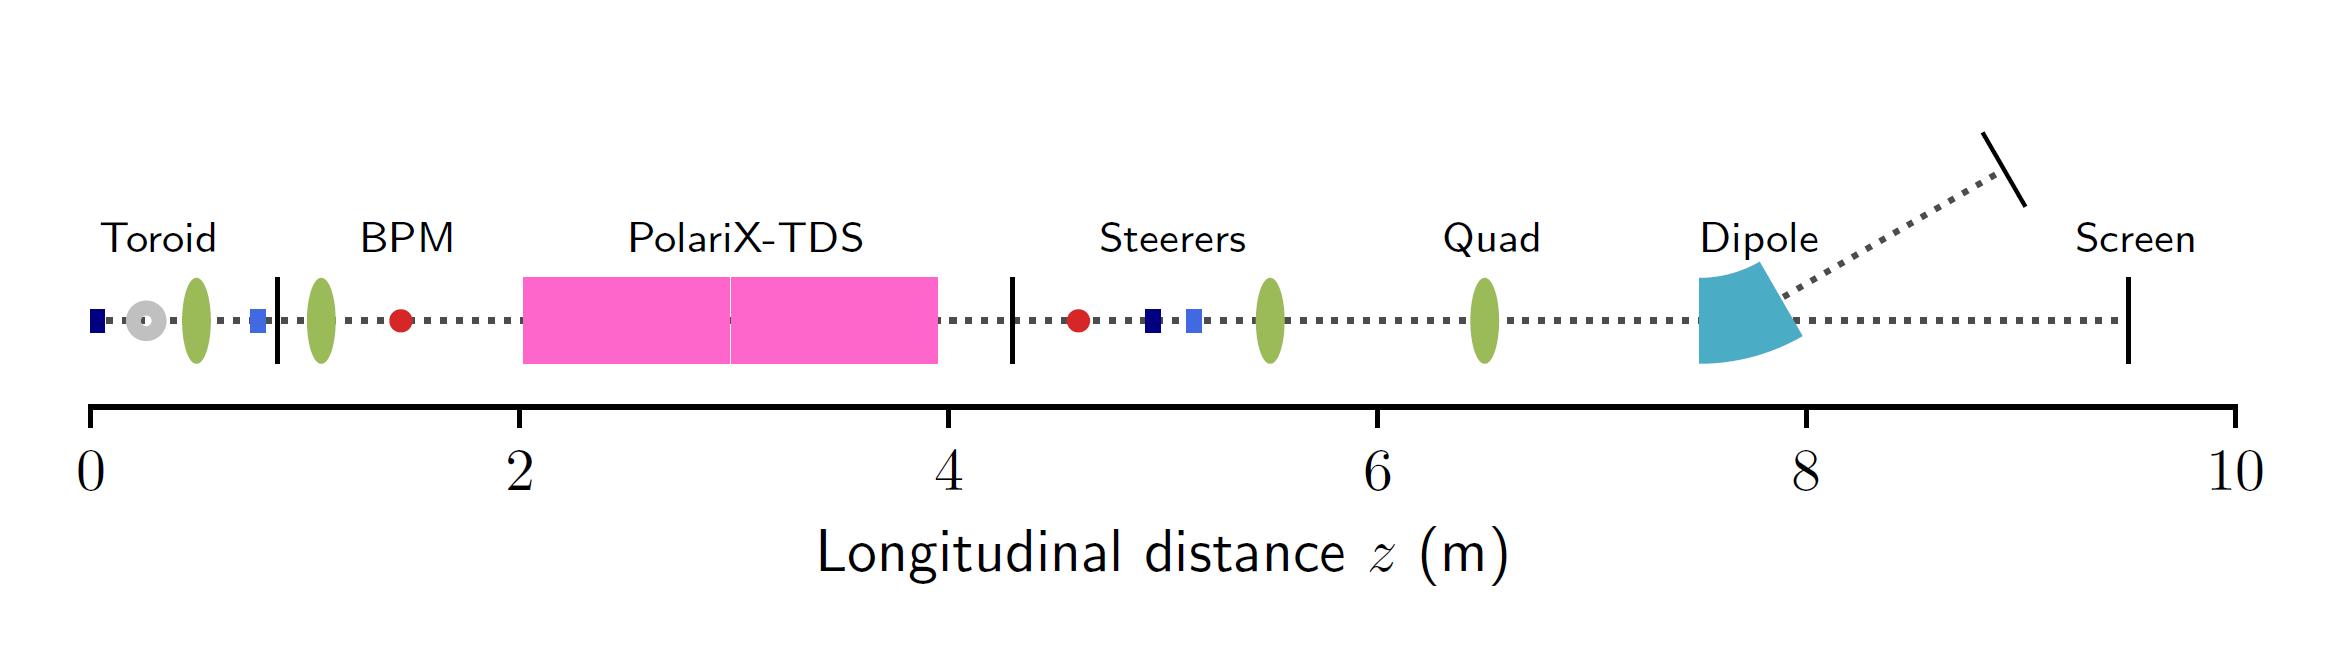 Toroid BPM PolariX-TDS Steerers Quad Dipole Screen
0 2 4 6 8 10
Longitudinal distance z (m)